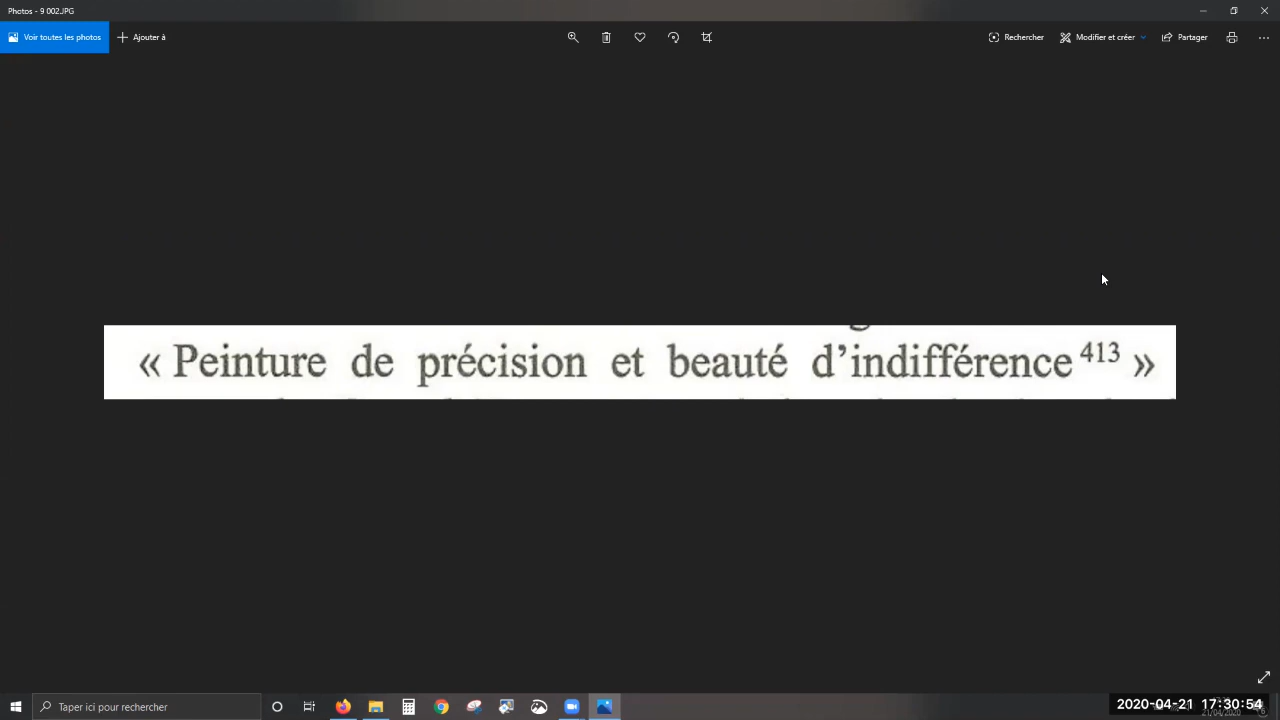 Photos - 9 002.JPG
Voir toutes les photos
Ajouter à
Rechercher
Modifier et créer
Partager
« Peinture de précision et beauté d’indifférence 413 »
Taper ici pour rechercher
2020-04-21 17:30:54